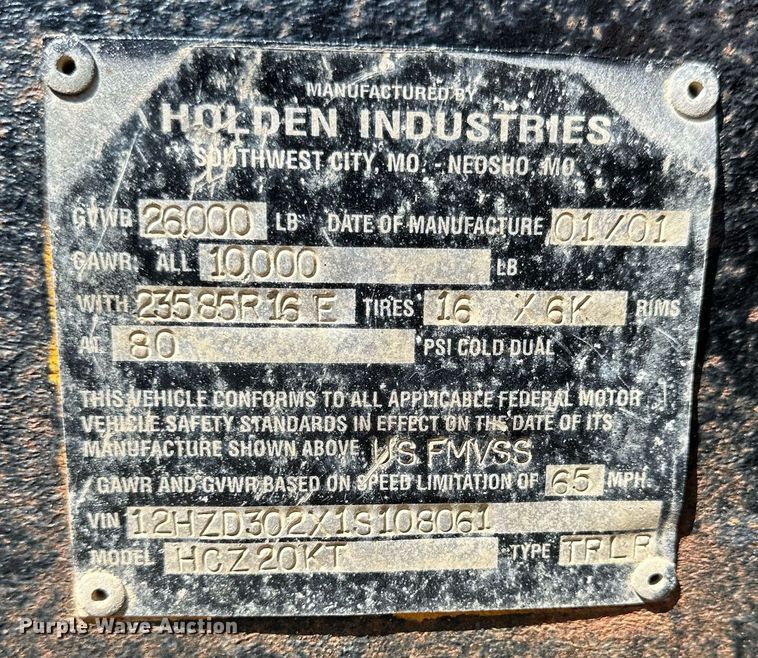 MANUFACTURED BY
HOLDEN INDUSTRIES
SOUTHWEST CITY, MO. - NEOSHO, MO.
GVWR 26,000 LB DATE OF MANUFACTURE 01/01
GAWR: ALL 10,000 LB
WITH 23585R16 E TIRES 16 X 6K RIMS
AT 80 PSI COLD DUAL
THIS VEHICLE CONFORMS TO ALL APPLICABLE FEDERAL MOTOR
VEHICLE SAFETY STANDARDS IN EFFECT ON THE DATE OF ITS
MANUFACTURE SHOWN ABOVE. US FMVSS
GAWR AND GVWR BASED ON SPEED LIMITATION OF 65 MPH.
VIN 12HZD302X1S108061
MODEL HCZ20KT TYPE TRLR
Purple Wave Auction